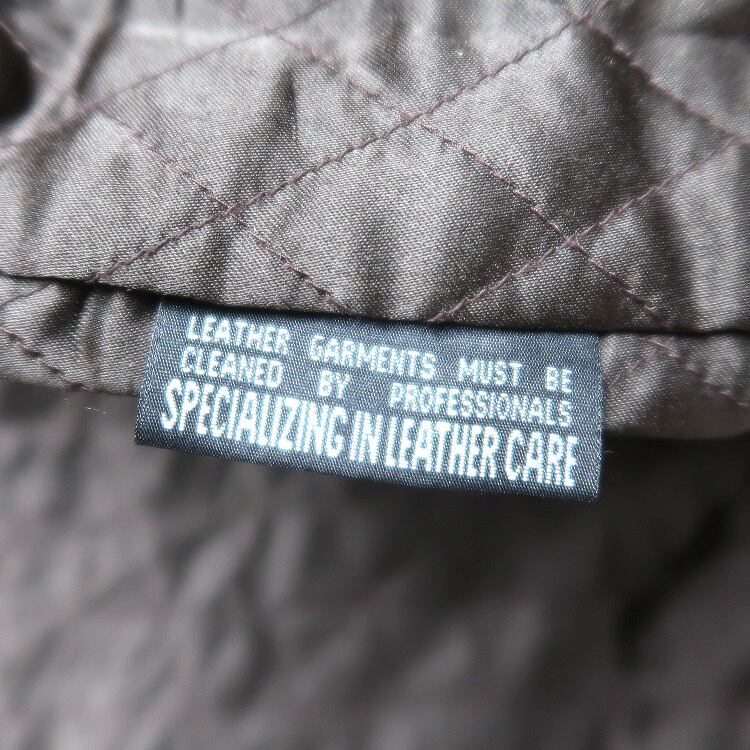 LEATHER GARMENTS MUST BE
CLEANED BY PROFESSIONALS
SPECIALIZING IN LEATHER CARE